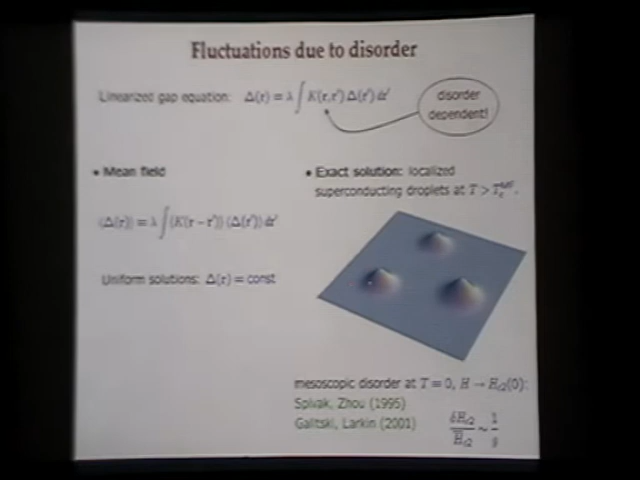 Fluctuations due to disorder
Linearized gap equation: Δ(r) = λ ∫ K(r, r') Δ(r') dr'
disorder
dependent!
• Mean field
⟨Δ(r)⟩ = λ ∫ ⟨K(r − r')⟩ ⟨Δ(r')⟩ dr'
Uniform solutions: Δ(r) = const
• Exact solution: localized
superconducting droplets at T > T_c^MF.
mesoscopic disorder at T = 0, H → H_c2(0):
Spivak, Zhou (1995)
Galitski, Larkin (2001)
δH_c2 / H_c2 ~ 1 / g